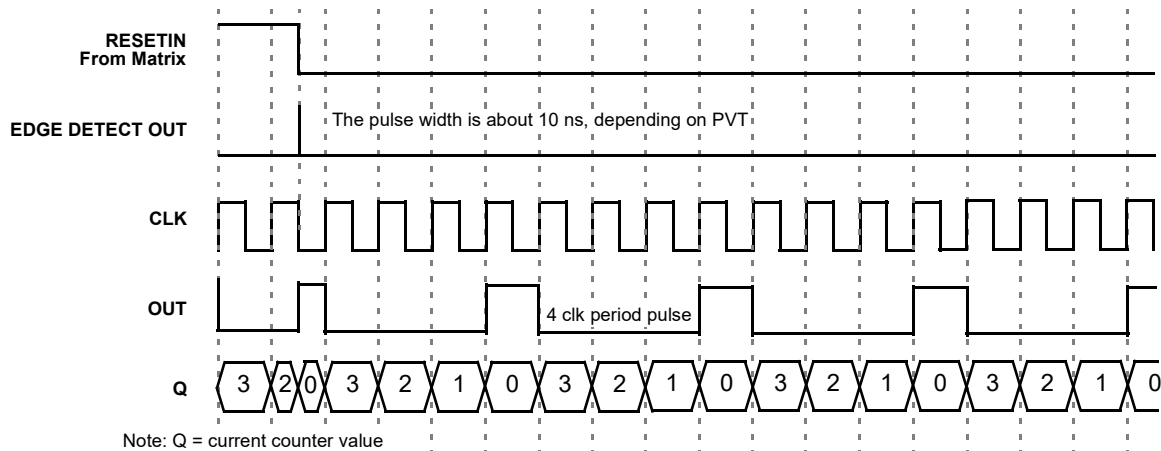 RESETIN
From Matrix
EDGE DETECT OUT
The pulse width is about 10 ns, depending on PVT
CLK
OUT
4 clk period pulse
Q
3 2 0 3 2 1 0 3 2 1 0 3 2 1 0 3 2 1 0
Note: Q = current counter value